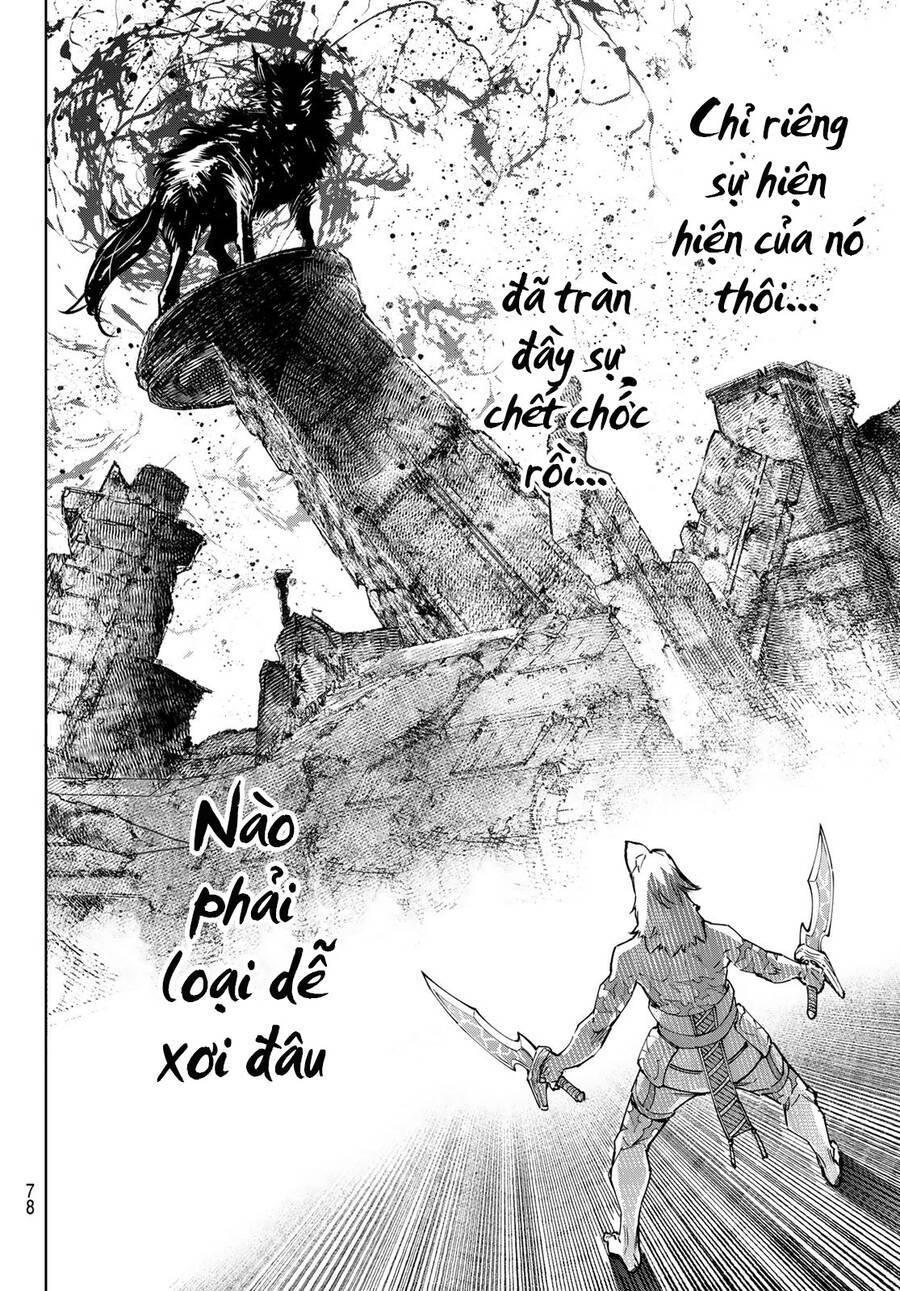 Chỉ riêng
sự hiện
hiện của nó
thôi...
đã tràn
đầy sự
chết chóc
rồi...
Nào
phải
loại dễ
xơi đâu
78